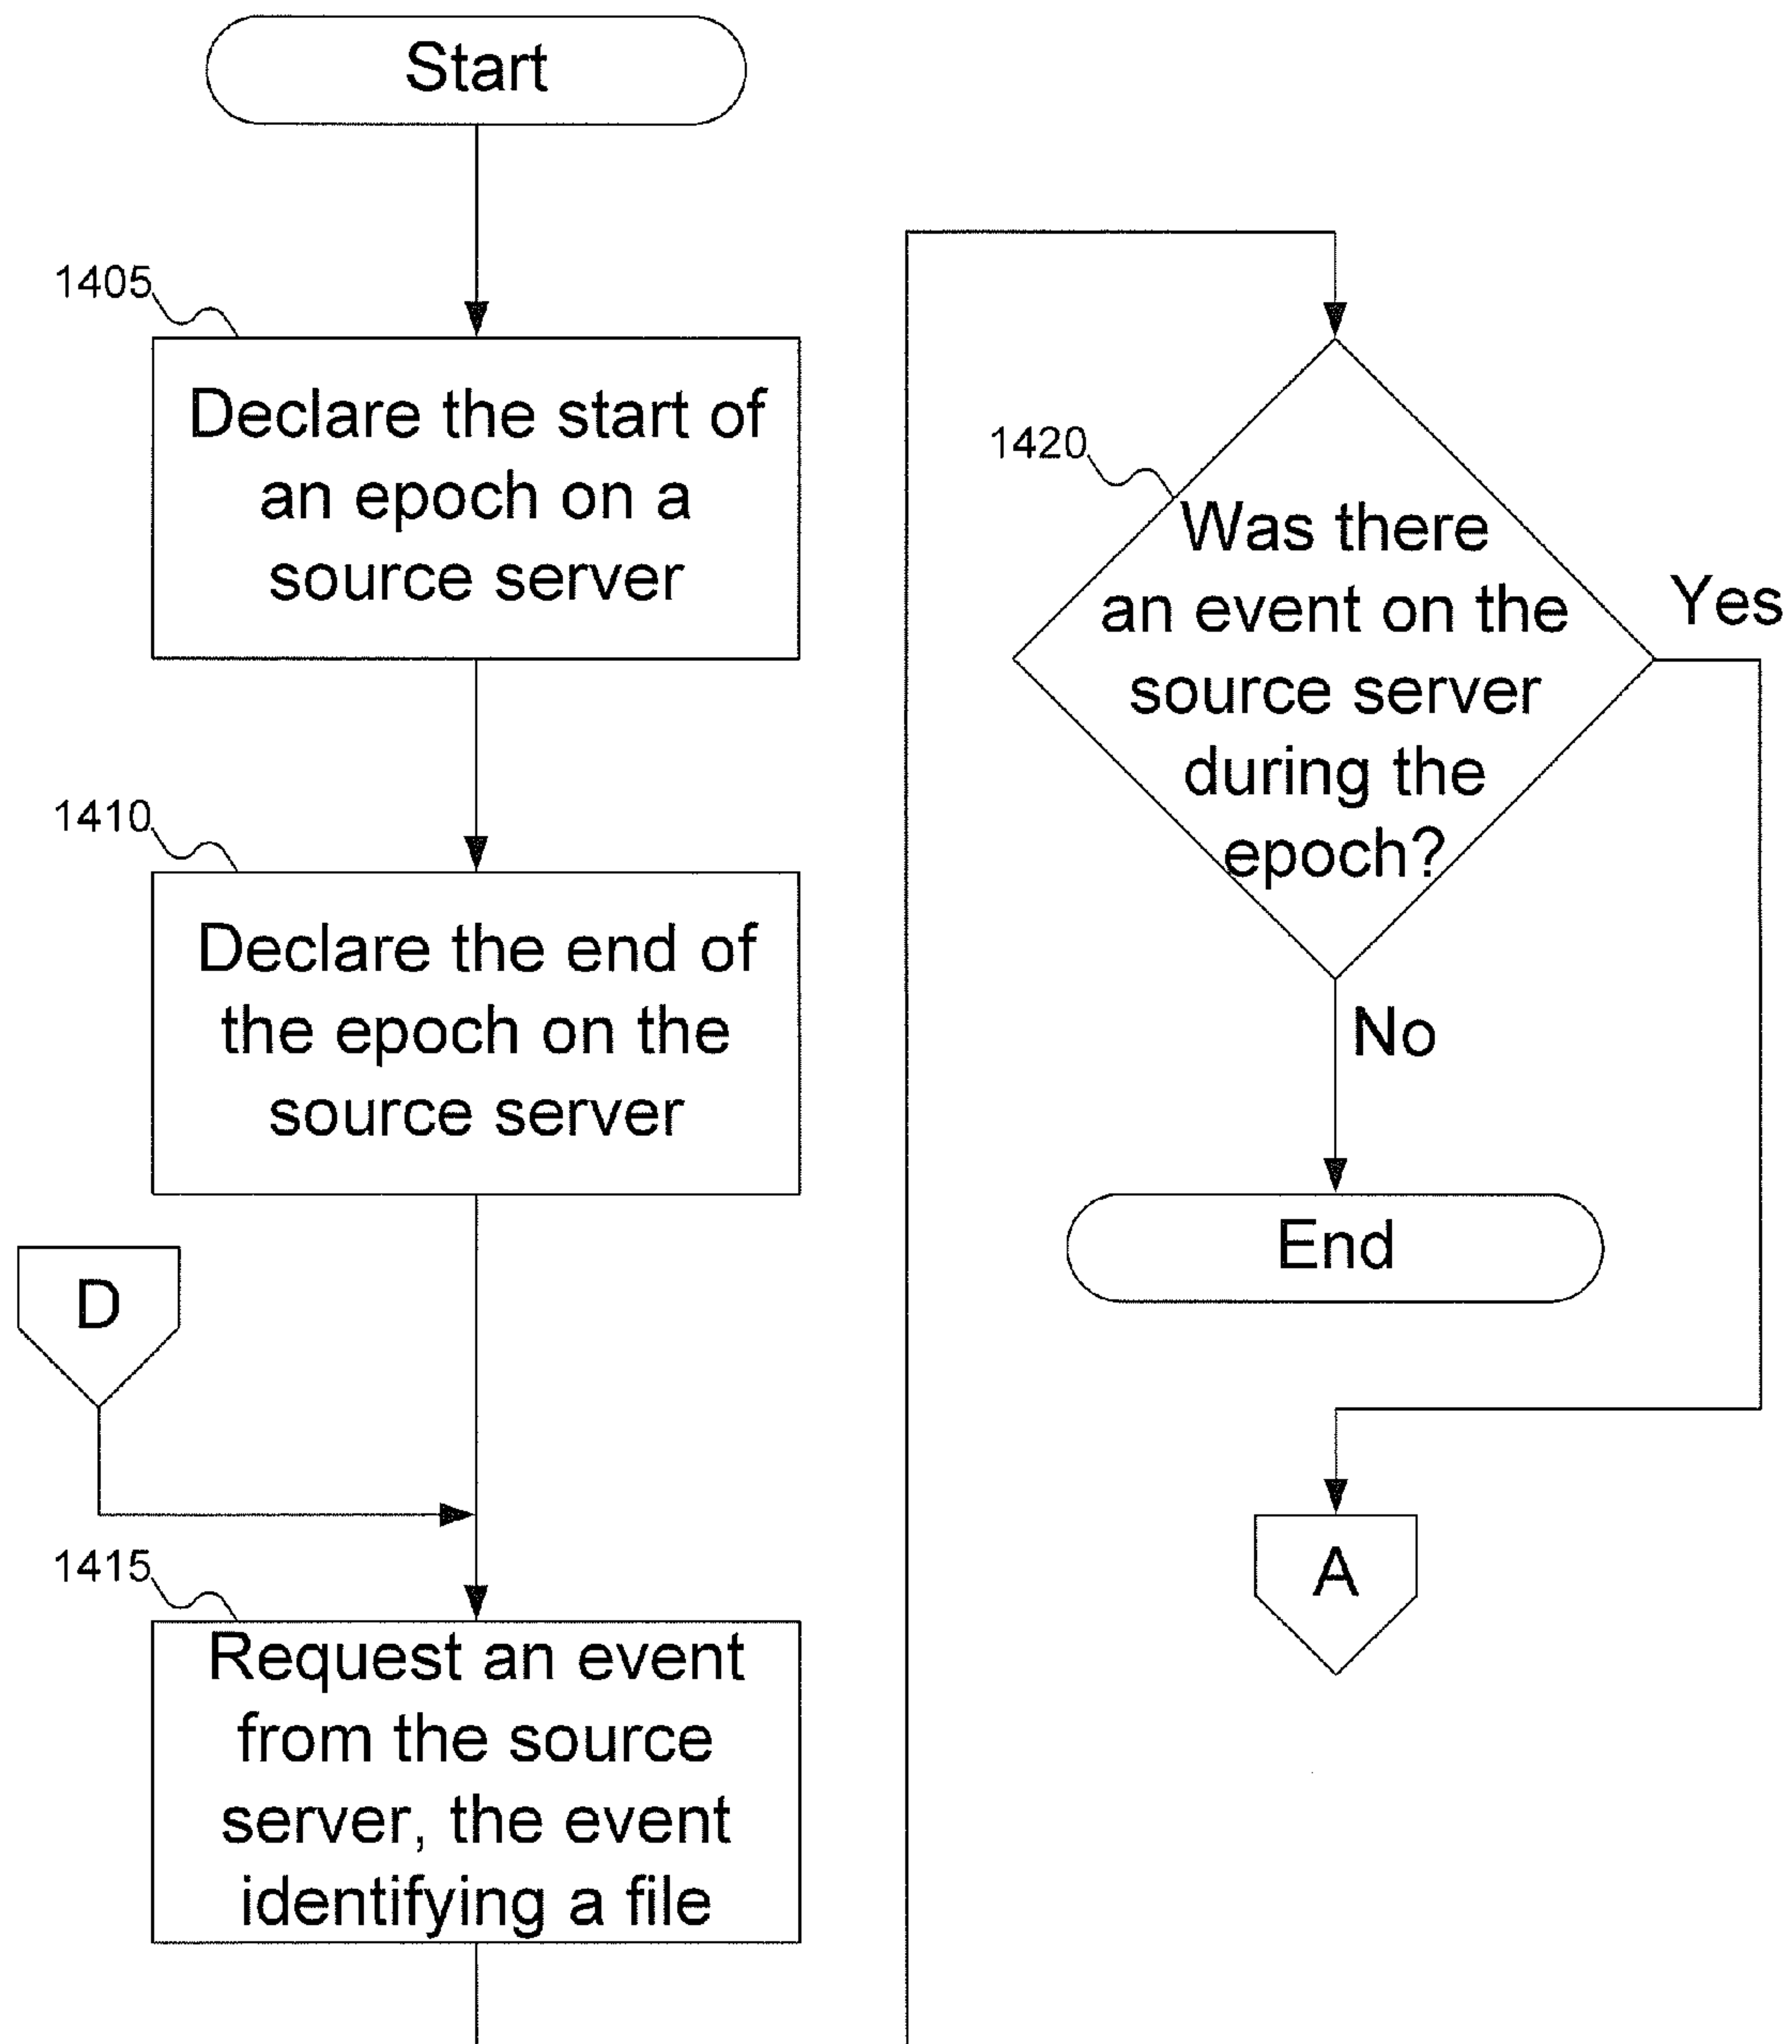 Start
1405
Declare the start of
an epoch on a
source server
1410
Declare the end of
the epoch on the
source server
D
1415
Request an event
from the source
server, the event
identifying a file
1420
Was there
an event on the
source server
during the
epoch?
Yes
No
End
A